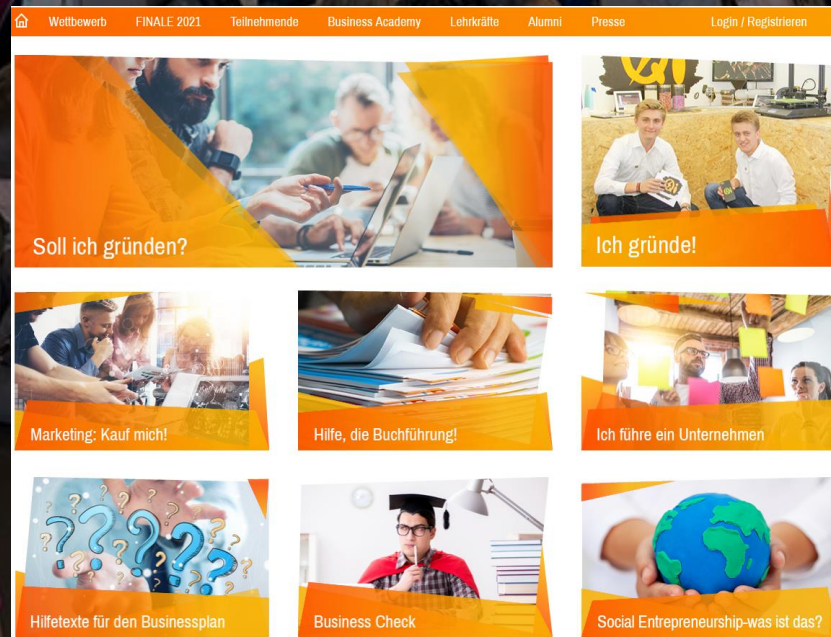 Wettbewerb FINALE 2021 Teilnehmende Business Academy Lehrkräfte Alumni Presse Login / Registrieren
Soll ich gründen?
Ich gründe!
Marketing: Kauf mich!
Hilfe, die Buchführung!
Ich führe ein Unternehmen
Hilfetexte für den Businessplan
Business Check
Social Entrepreneurship-was ist das?